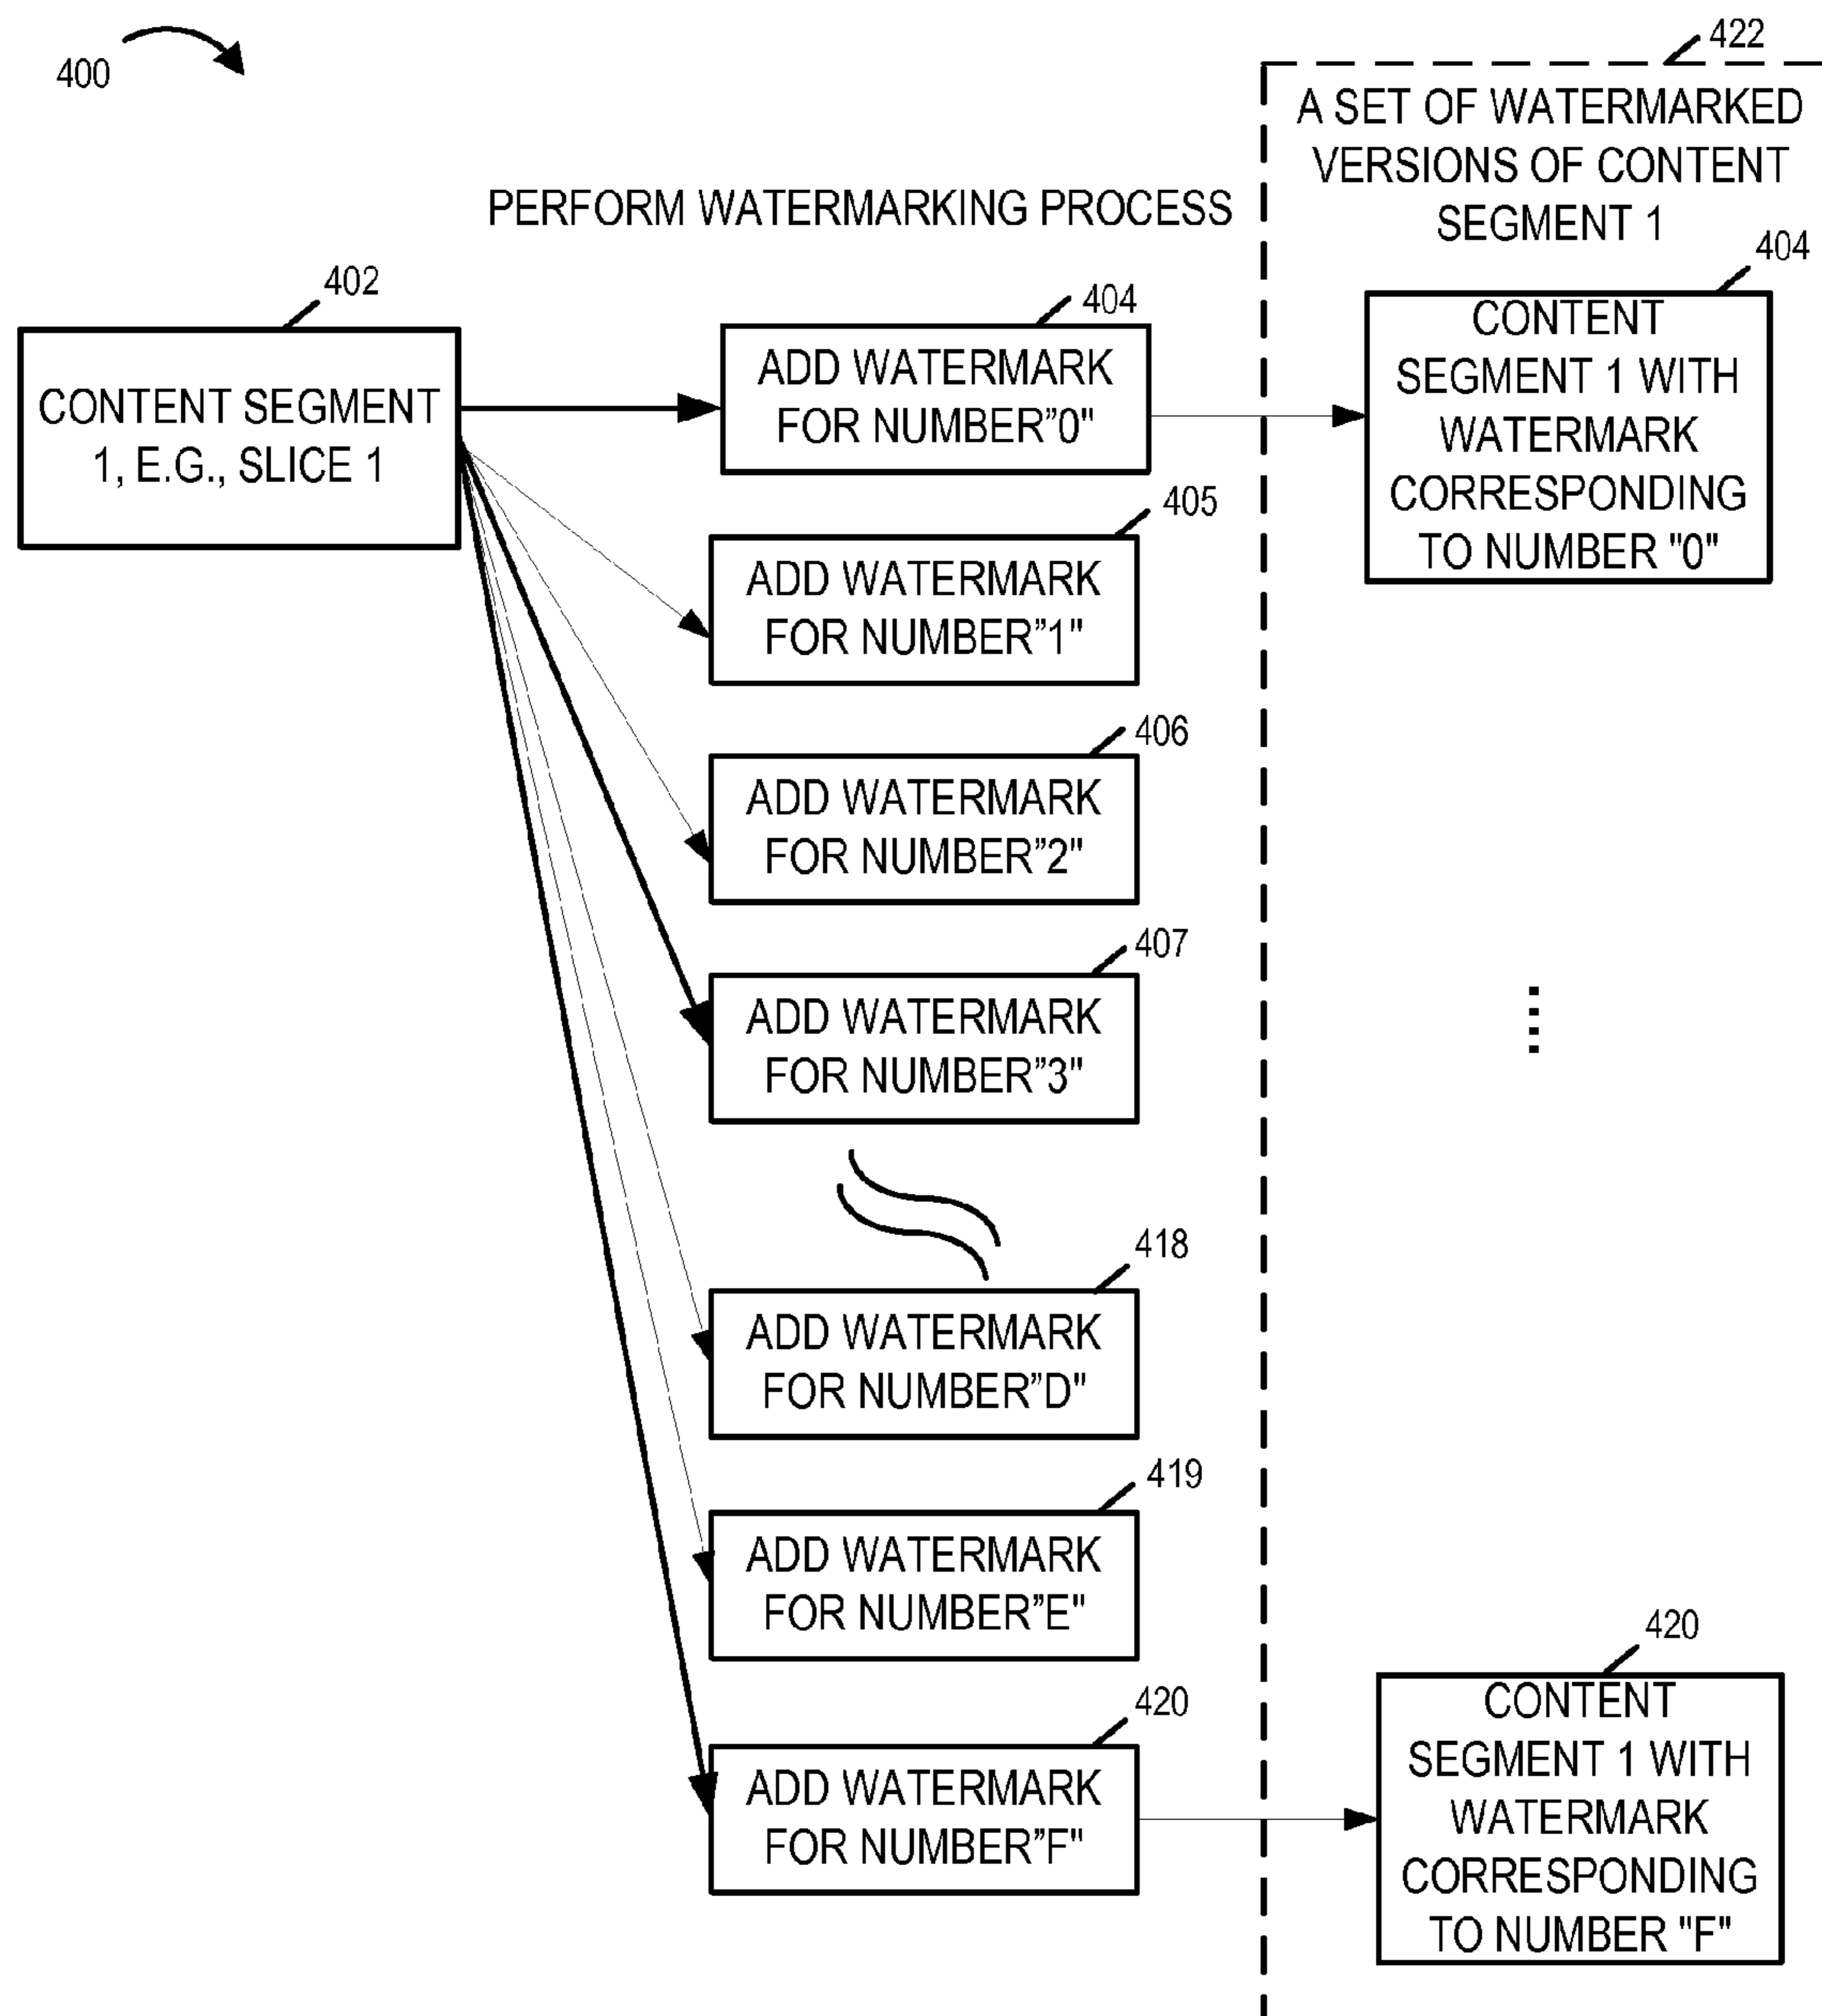 400
422
A SET OF WATERMARKED
VERSIONS OF CONTENT
SEGMENT 1
PERFORM WATERMARKING PROCESS
402
CONTENT SEGMENT
1, E.G., SLICE 1
404
ADD WATERMARK
FOR NUMBER”0"
404
CONTENT
SEGMENT 1 WITH
WATERMARK
CORRESPONDING
TO NUMBER "0"
405
ADD WATERMARK
FOR NUMBER”1"
406
ADD WATERMARK
FOR NUMBER”2"
407
ADD WATERMARK
FOR NUMBER”3"
418
ADD WATERMARK
FOR NUMBER”D"
419
ADD WATERMARK
FOR NUMBER”E"
420
ADD WATERMARK
FOR NUMBER”F"
420
CONTENT
SEGMENT 1 WITH
WATERMARK
CORRESPONDING
TO NUMBER "F"